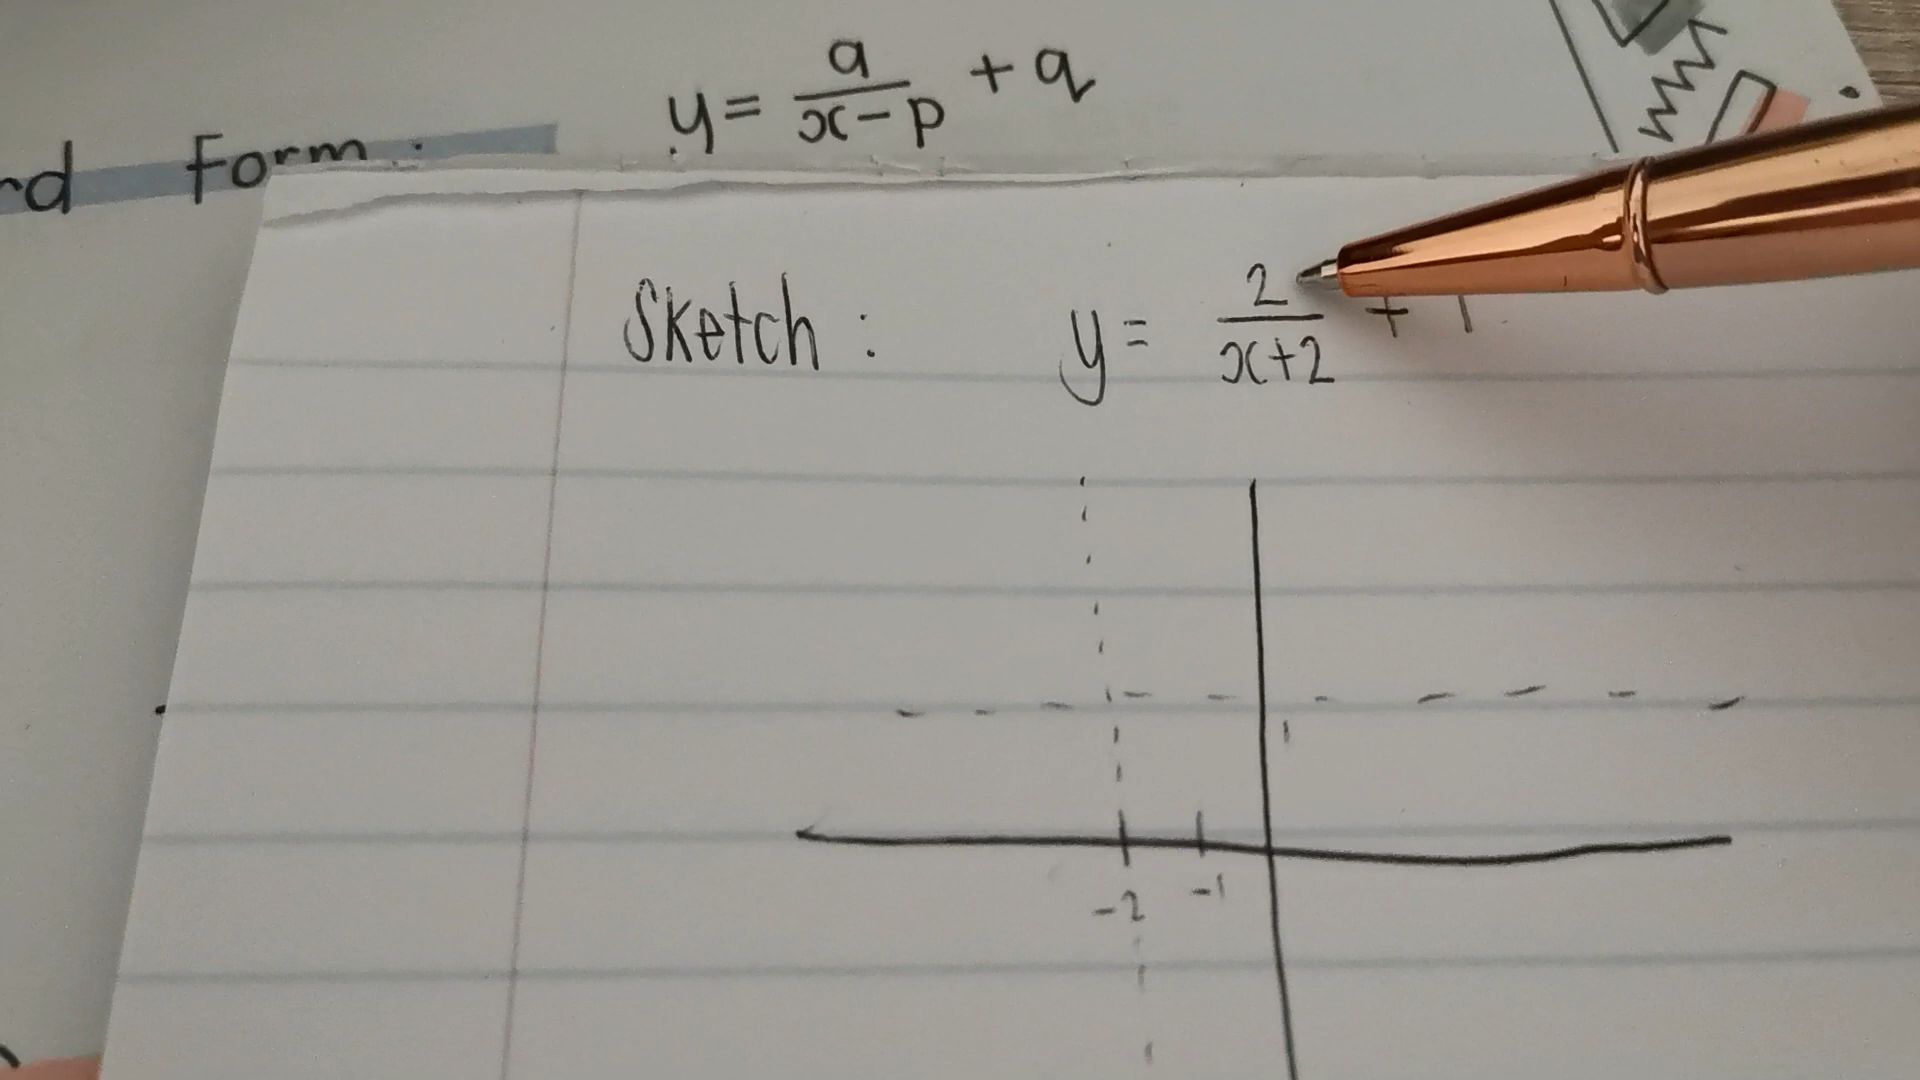 y = a/(x-p) + q
rd Form :
Sketch : y = 2/(x+2) + 1
1
-2 -1